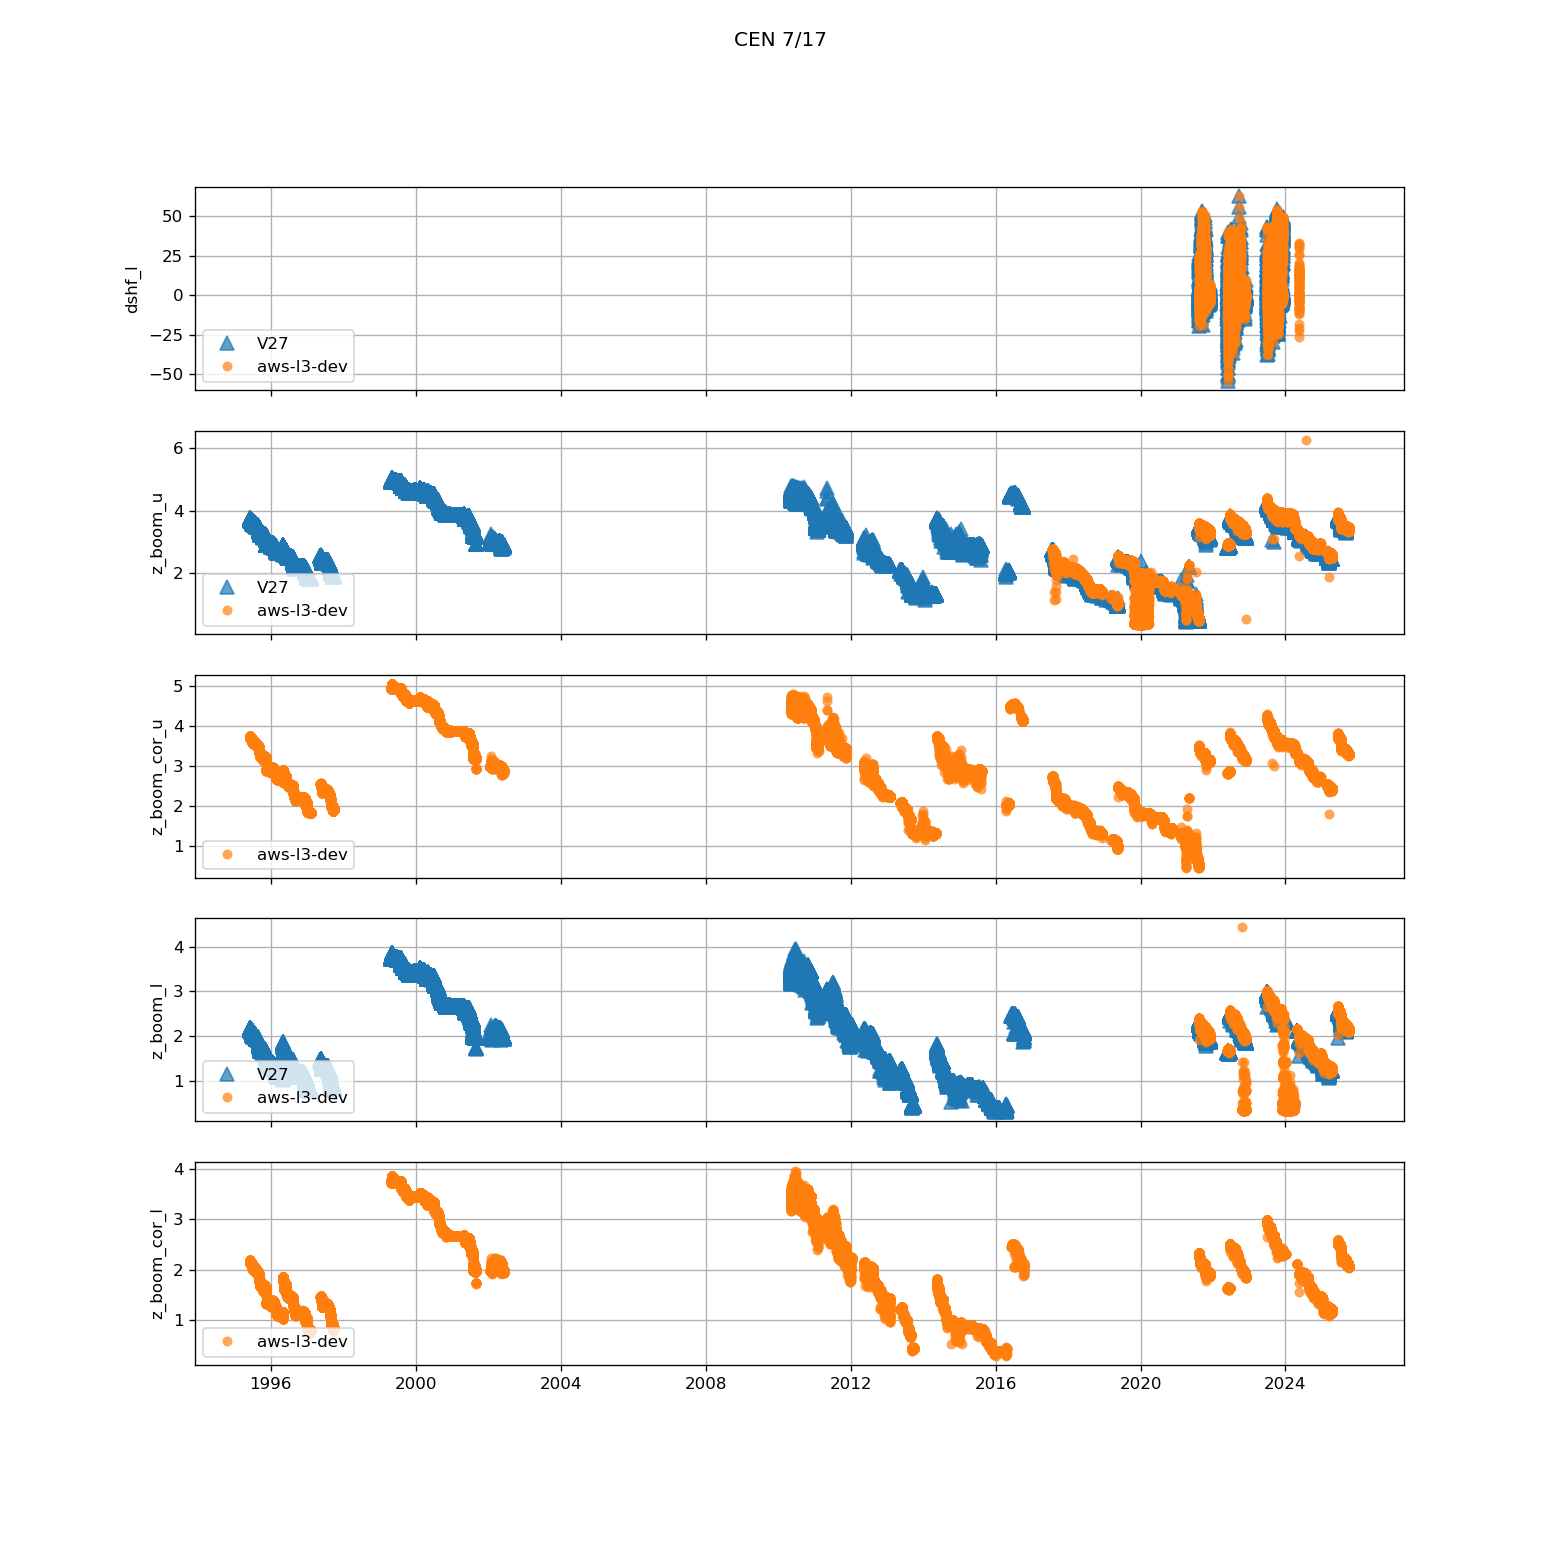 CEN 7/17
dshf_l
50
25
0
−25
−50
V27
aws-l3-dev
z_boom_u
6
4
2
V27
aws-l3-dev
z_boom_cor_u
5
4
3
2
1
aws-l3-dev
z_boom_l
4
3
2
1
V27
aws-l3-dev
z_boom_cor_l
4
3
2
1
aws-l3-dev
1996 2000 2004 2008 2012 2016 2020 2024